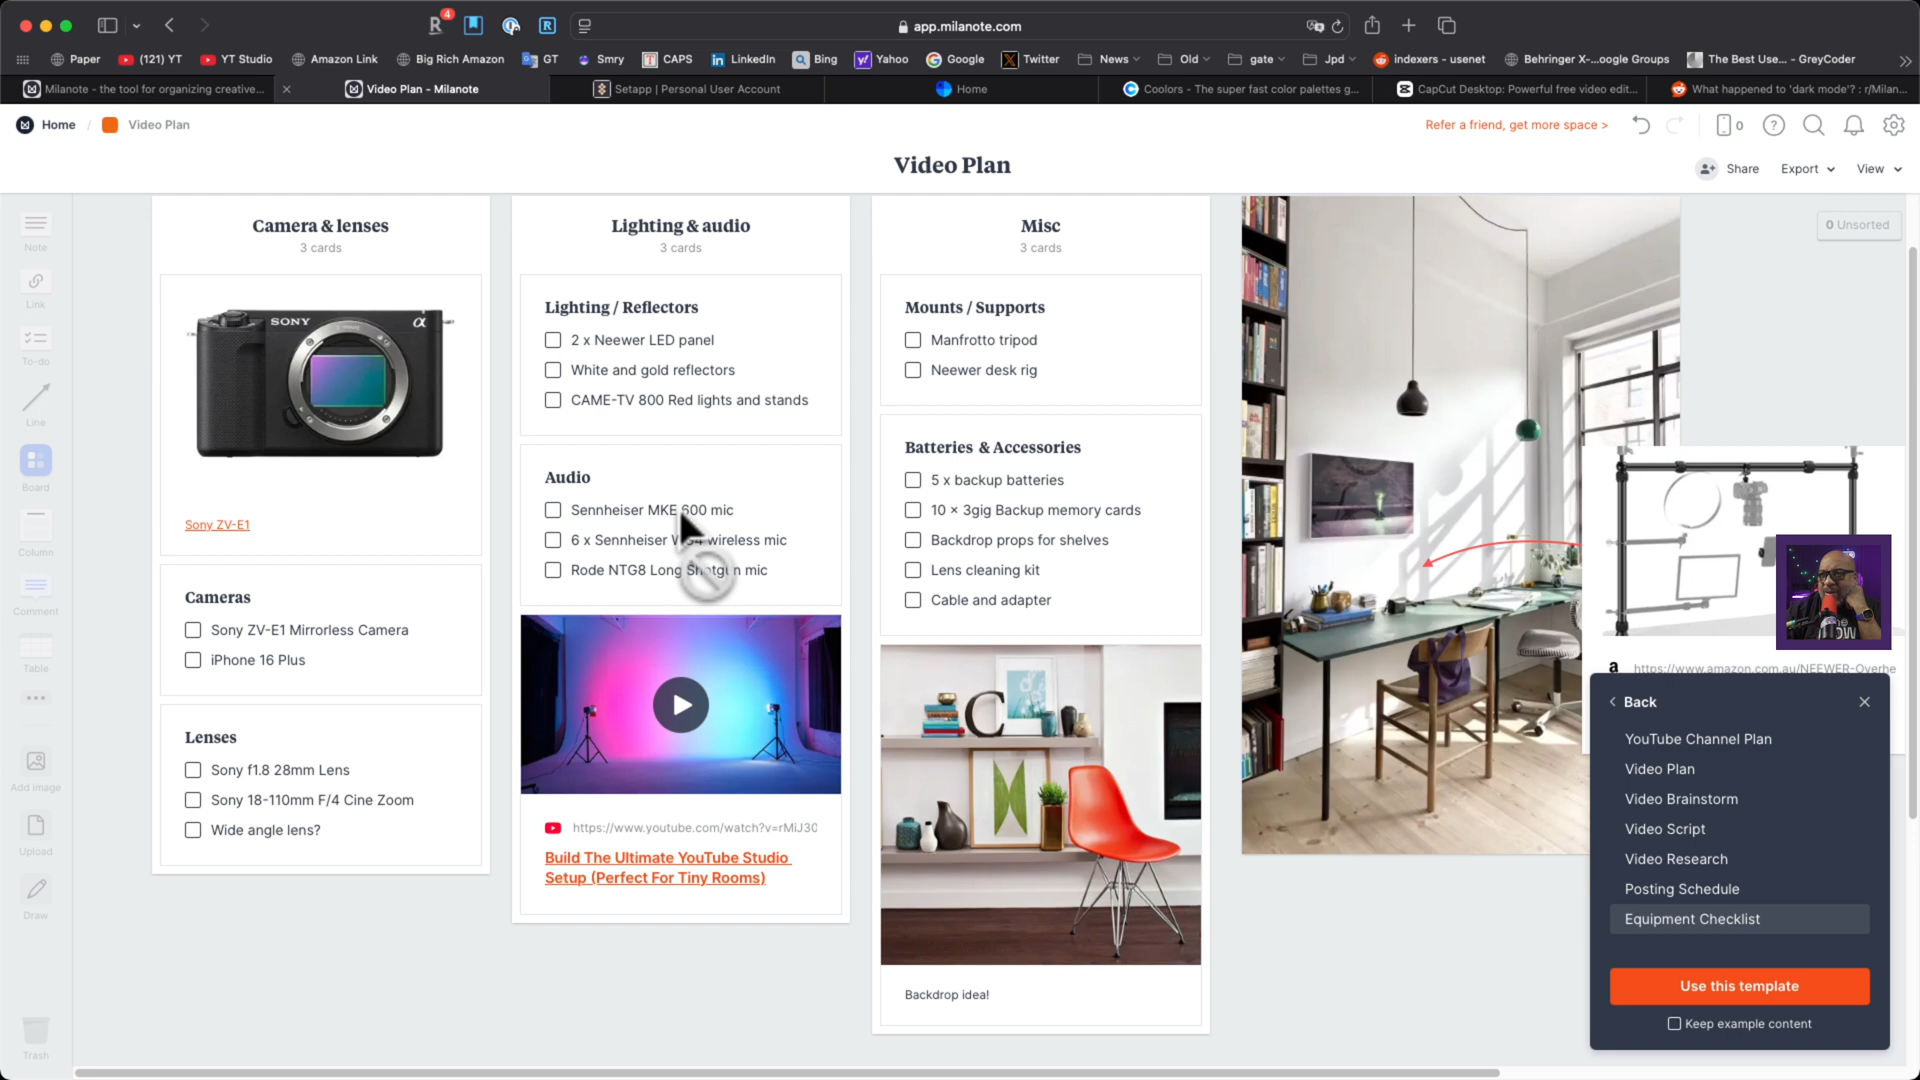 4
app.milanote.com
Paper
(121) YT
YT Studio
Amazon Link
Big Rich Amazon
GT
Smry
CAPS
LinkedIn
Bing
Yahoo
Google
Twitter
News
Old
gate
Jpd
indexers - usenet
Behringer X-...oogle Groups
The Best Use... - GreyCoder
Milanote - the tool for organizing creative...
Video Plan - Milanote
Setapp | Personal User Account
Home
Coolors - The super fast color palettes g...
CapCut Desktop: Powerful free video edit...
What happened to 'dark mode'? : r/Milan...
Home / Video Plan
Refer a friend, get more space >
0
Video Plan
Share
Export
View
Note
Link
To-do
Line
Board
Column
Comment
Table
Add image
Upload
Draw
Trash
0 Unsorted
Camera & lenses
3 cards
SONY
α
Sony ZV-E1
Cameras
Sony ZV-E1 Mirrorless Camera
iPhone 16 Plus
Lenses
Sony f1.8 28mm Lens
Sony 18-110mm F/4 Cine Zoom
Wide angle lens?
Lighting & audio
3 cards
Lighting / Reflectors
2 x Neewer LED panel
White and gold reflectors
CAME-TV 800 Red lights and stands
Audio
Sennheiser MKE 600 mic
6 x Sennheiser wireless mic
Rode NTG8 Long Shotgun mic
https://www.youtube.com/watch?v=rMiJ30
Build The Ultimate YouTube Studio
Setup (Perfect For Tiny Rooms)
Misc
3 cards
Mounts / Supports
Manfrotto tripod
Neewer desk rig
Batteries & Accessories
5 x backup batteries
10 x 3gig Backup memory cards
Backdrop props for shelves
Lens cleaning kit
Cable and adapter
C
Backdrop idea!
https://www.amazon.com.au/NEEWER-Overhe
Back
YouTube Channel Plan
Video Plan
Video Brainstorm
Video Script
Video Research
Posting Schedule
Equipment Checklist
Use this template
Keep example content